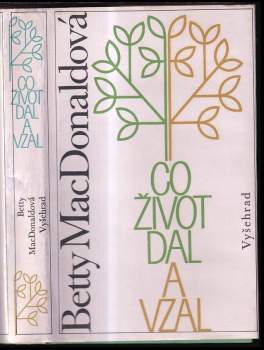 CO
ŽIVOT
DAL
A
VZAL
Betty
MacDonaldová
Vyšehrad
Betty MacDonaldová
CO
ŽIVOT
DAL
A
VZAL
Vyšehrad